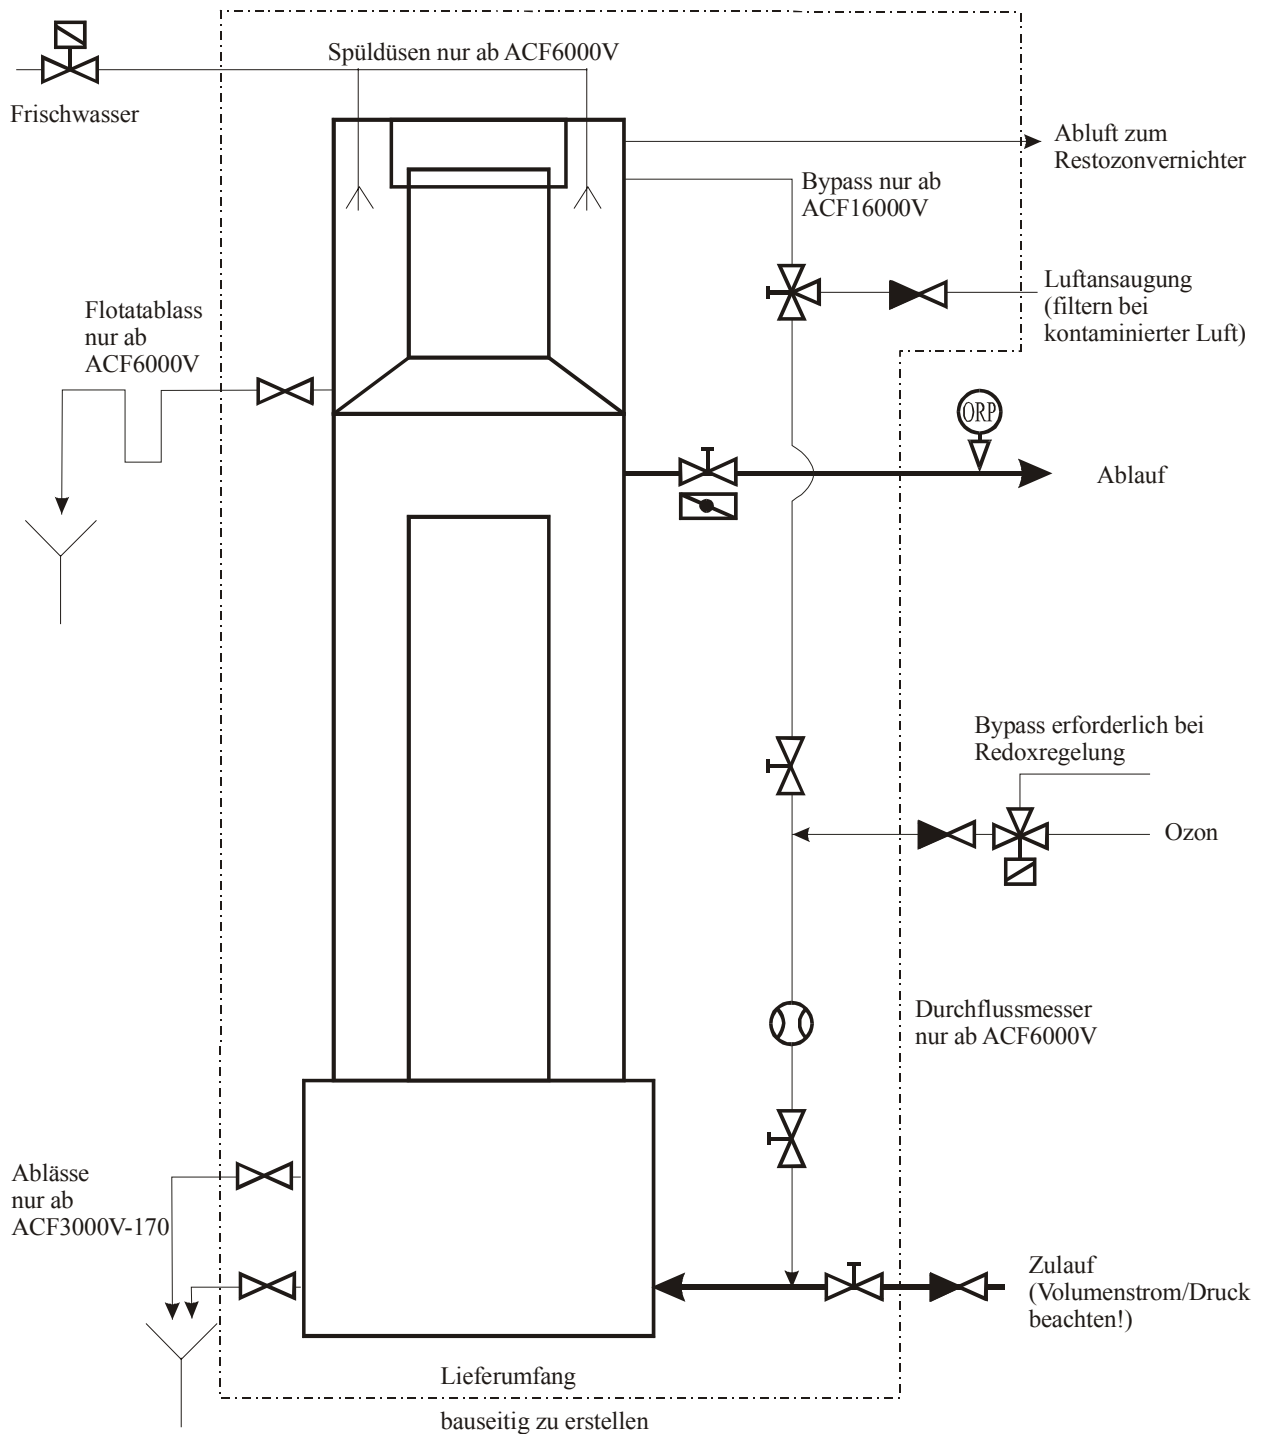 Spüldüsen nur ab ACF6000V
Frischwasser
Abluft zum
Restozonvernichter
Bypass nur ab
ACF16000V
Luftansaugung
(filtern bei
kontaminierter Luft)
Flotatablass
nur ab
ACF6000V
ORP
Ablauf
Bypass erforderlich bei
Redoxregelung
Ozon
Durchflussmesser
nur ab ACF6000V
Ablässe
nur ab
ACF3000V-170
Zulauf
(Volumenstrom/Druck
beachten!)
Lieferumfang
bauseitig zu erstellen